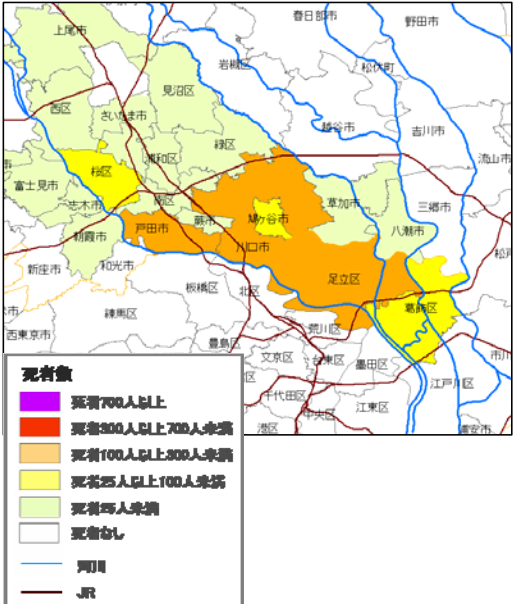 春日部市
野田市
上尾市
岩槻区
松伏町
見沼区
西区
さいたま市
越谷市
吉川市
緑区
浦和区
流山市
桜区
富士見市
草加市
三郷市
志木市
南区
蕨市
鳩ヶ谷市
戸田市
八潮市
朝霞市
川口市
新座市
和光市
足立区
板橋区
北区
葛飾区
練馬区
荒川区
西東京市
豊島区
文京区
台東区
墨田区
市川
千代田区
江戸川区
中央区
江東区
港区
浦安市
死者数
死者700人以上
死者300人以上700人未満
死者100人以上300人未満
死者25人以上100人未満
死者25人未満
死者なし
河川
JR